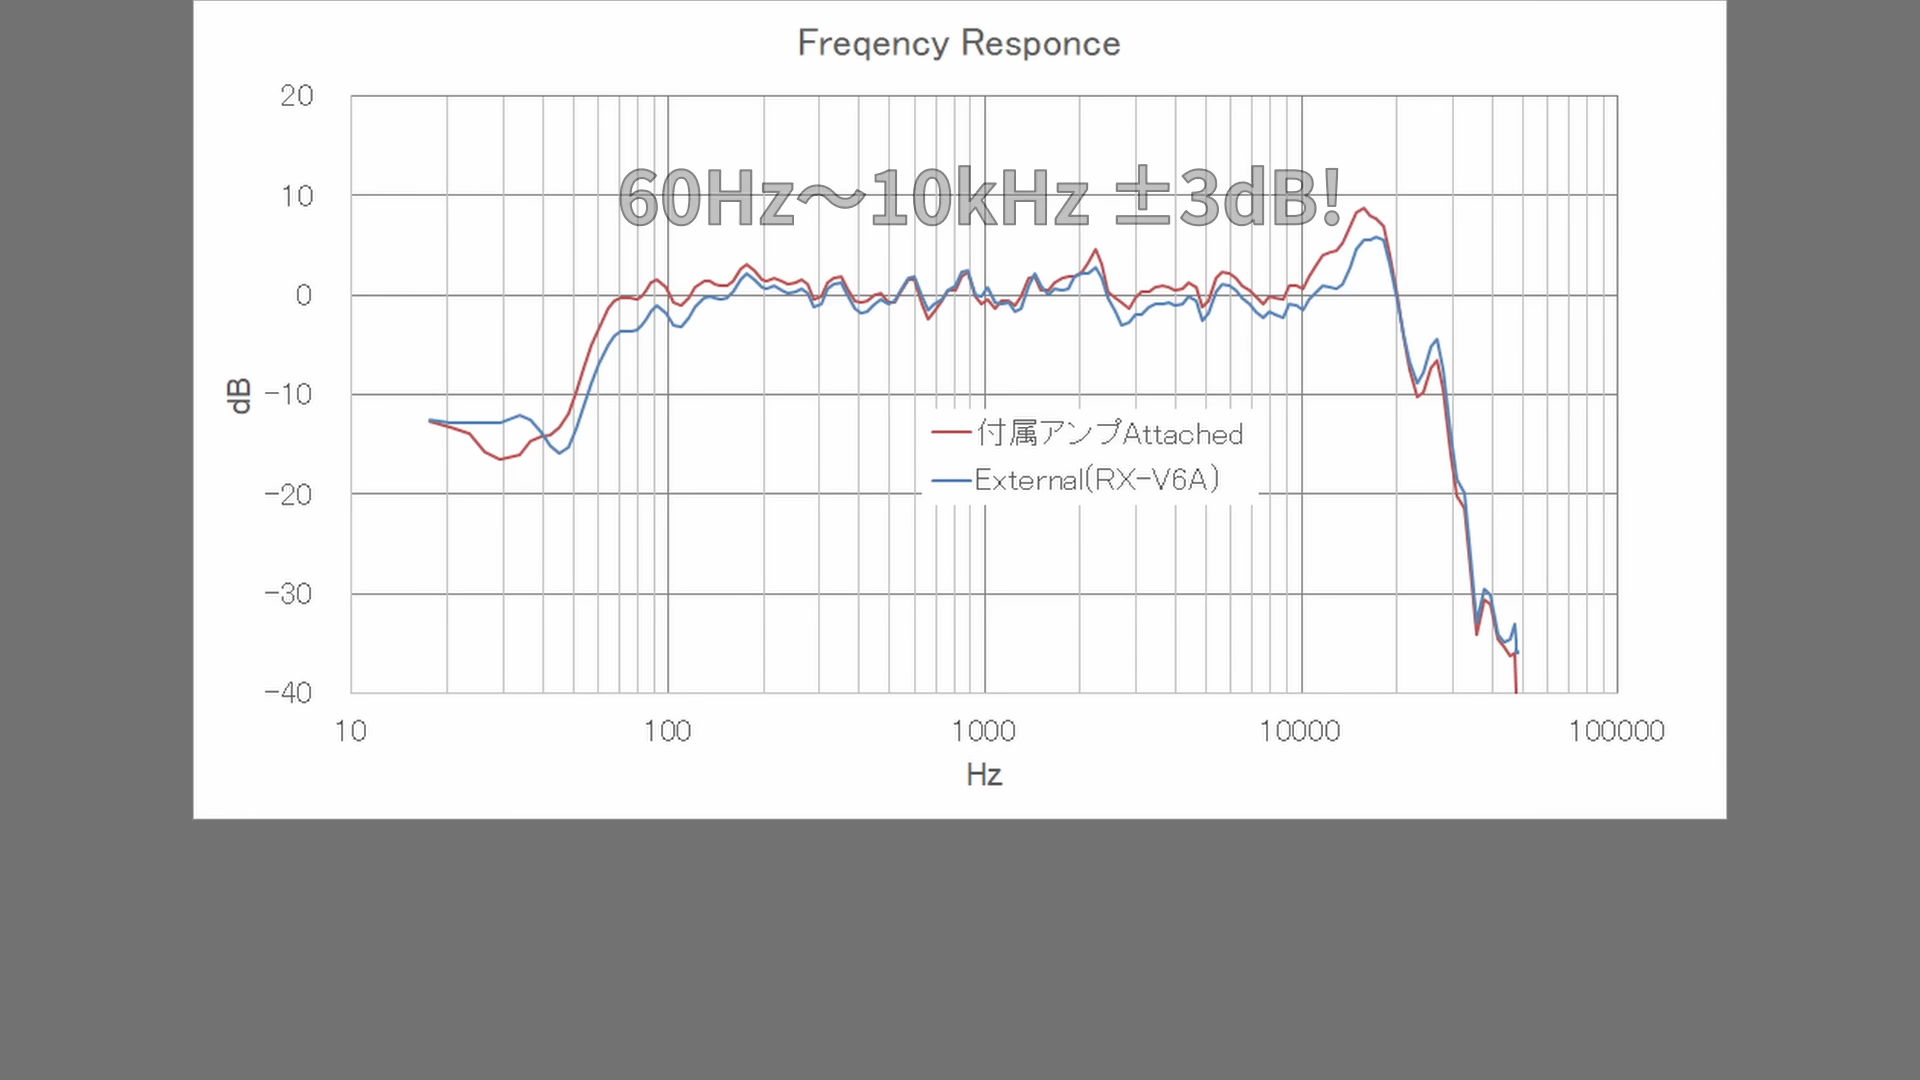 Freqency Responce
20
60Hz～10kHz ±3dB!
10
0
dB
-10
付属アンプAttached
External(RX-V6A)
-20
-30
-40
10 100 1000 10000 100000
Hz